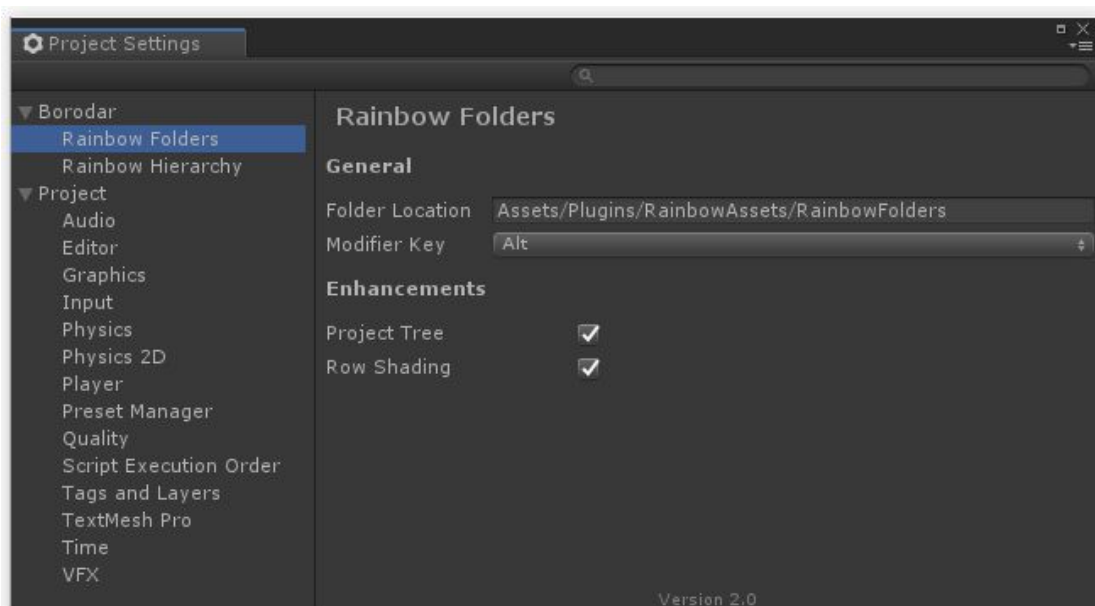 Project Settings
Borodar
Rainbow Folders
Rainbow Hierarchy
Project
Audio
Editor
Graphics
Input
Physics
Physics 2D
Player
Preset Manager
Quality
Script Execution Order
Tags and Layers
TextMesh Pro
Time
VFX
Rainbow Folders
General
Folder Location Assets/Plugins/RainbowAssets/RainbowFolders
Modifier Key Alt
Enhancements
Project Tree
Row Shading
Version 2.0